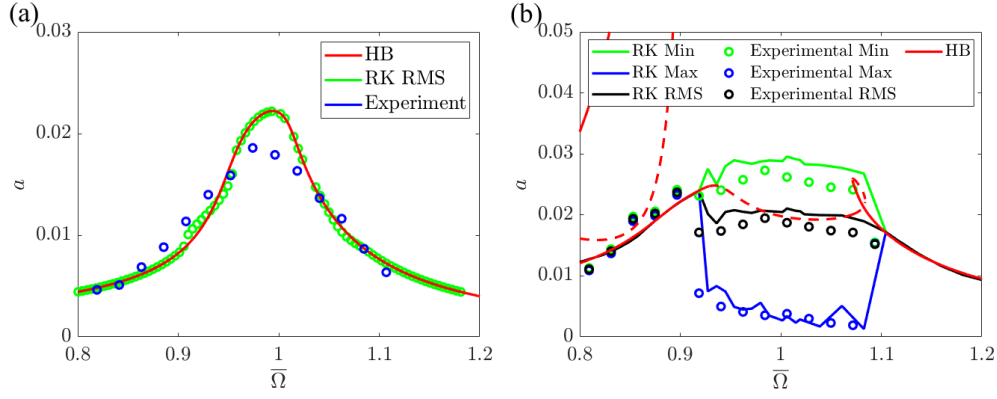 (a)
0.03
0.02
0.01
0
a
0.8
0.9
1
1.1
1.2
Ω̅
HB
RK RMS
Experiment
(b)
0.05
0.04
0.03
0.02
0.01
0
a
0.8
0.9
1
1.1
1.2
Ω̅
RK Min Experimental Min HB
RK Max Experimental Max
RK RMS Experimental RMS